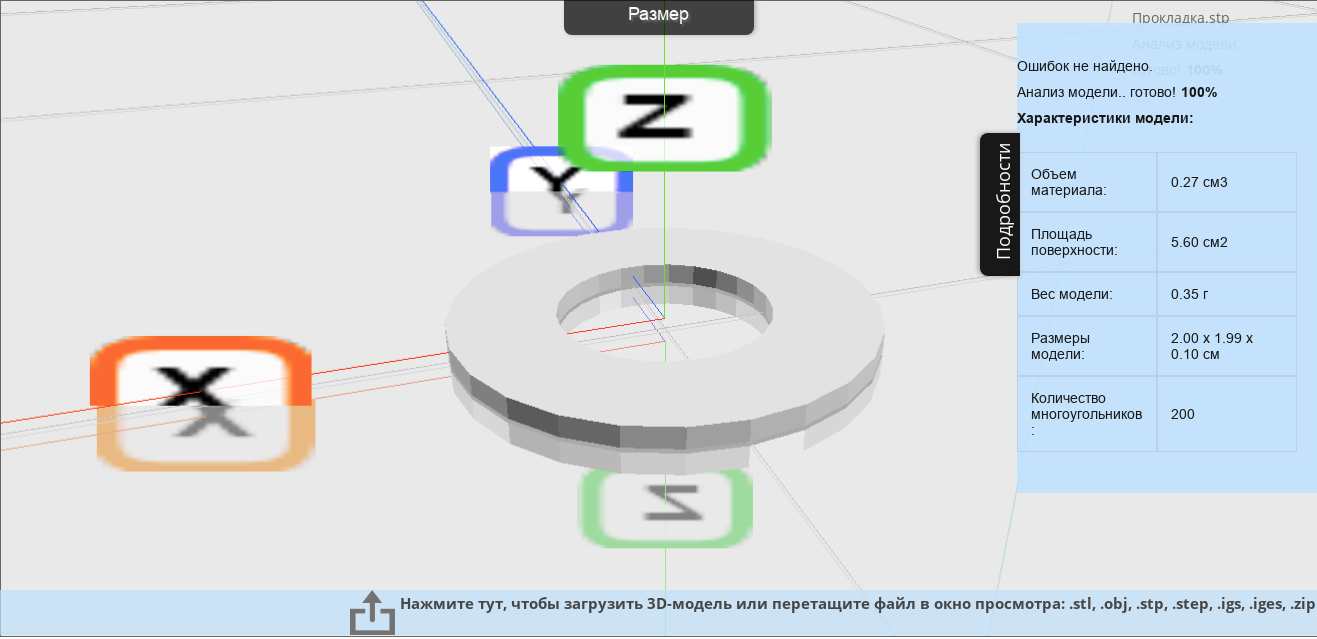 Размер
Прокладка.stp
Анализ модели..
готово! 100%
Ошибок не найдено.
Анализ модели.. готово! 100%
Характеристики модели:
Z
Y
Подробности
Объем
материала:
0.27 см3
Площадь
поверхности:
5.60 см2
Вес модели:
0.35 г
Размеры
модели:
2.00 x 1.99 x
0.10 см
X
Количество
многоугольников
:
200
Z
Нажмите тут, чтобы загрузить 3D-модель или перетащите файл в окно просмотра: .stl, .obj, .stp, .step, .igs, .iges, .zip